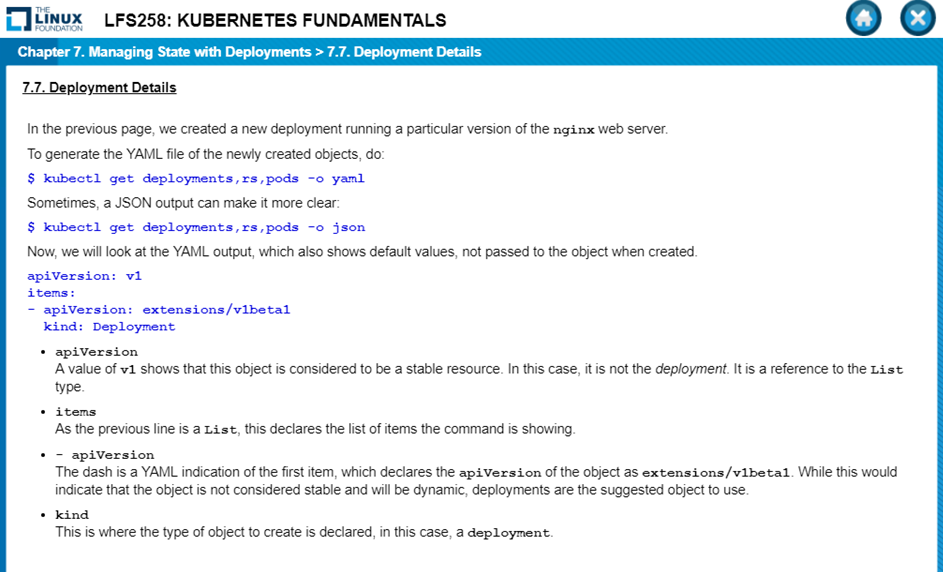 THE
LINUX
FOUNDATION
LFS258: KUBERNETES FUNDAMENTALS
Chapter 7. Managing State with Deployments > 7.7. Deployment Details
7.7. Deployment Details
In the previous page, we created a new deployment running a particular version of the nginx web server.
To generate the YAML file of the newly created objects, do:
$ kubectl get deployments,rs,pods -o yaml
Sometimes, a JSON output can make it more clear:
$ kubectl get deployments,rs,pods -o json
Now, we will look at the YAML output, which also shows default values, not passed to the object when created.
apiVersion: v1
items:
- apiVersion: extensions/v1beta1
  kind: Deployment
• apiVersion
A value of v1 shows that this object is considered to be a stable resource. In this case, it is not the deployment. It is a reference to the List
type.
• items
As the previous line is a List, this declares the list of items the command is showing.
• - apiVersion
The dash is a YAML indication of the first item, which declares the apiVersion of the object as extensions/v1beta1. While this would
indicate that the object is not considered stable and will be dynamic, deployments are the suggested object to use.
• kind
This is where the type of object to create is declared, in this case, a deployment.